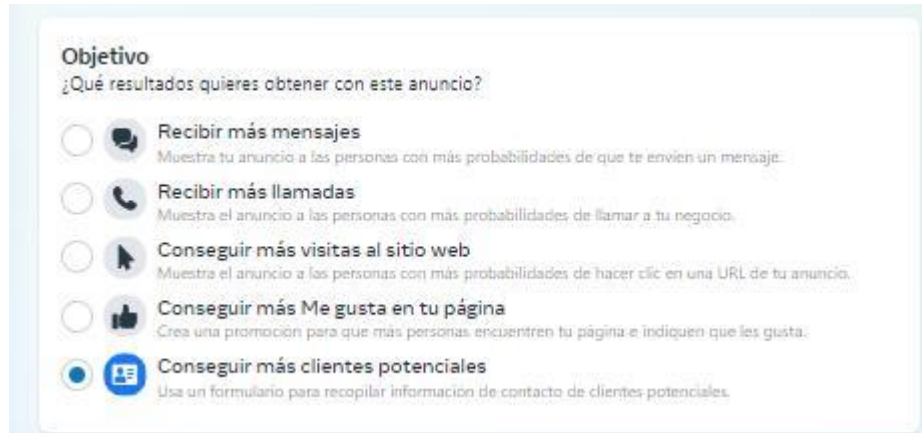 Objetivo
¿Qué resultados quieres obtener con este anuncio?
Recibir más mensajes
Muestra tu anuncio a las personas con más probabilidades de que te envíen un mensaje.
Recibir más llamadas
Muestra el anuncio a las personas con más probabilidades de llamar a tu negocio.
Conseguir más visitas al sitio web
Muestra el anuncio a las personas con más probabilidades de hacer clic en una URL de tu anuncio.
Conseguir más Me gusta en tu página
Crea una promoción para que más personas encuentren tu página e indiquen que les gusta.
Conseguir más clientes potenciales
Usa un formulario para recopilar información de contacto de clientes potenciales.